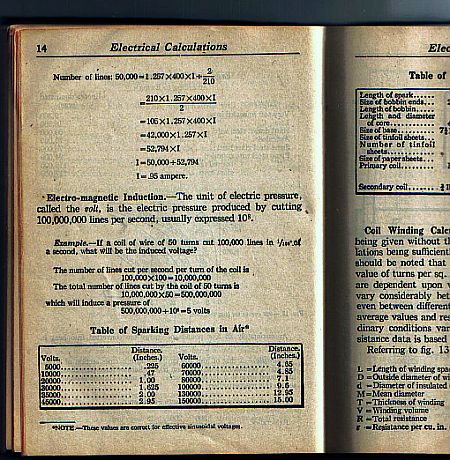 14 Electrical Calculations
Number of lines: 50,000=1.257×400×I÷ 2/210
= 210×1.257×400×I / 2
=105×1.257×400×I
=42,000×1.257×I
=52,794×I
I=50,000÷52,794
I=.95 ampere.
Electro-magnetic Induction.—The unit of electric pressure,
called the volt, is the electric pressure produced by cutting
100,000,000 lines per second, usually expressed 10⁸.
Example.—If a coil of wire of 50 turns cut 100,000 lines in 1/100 of
a second, what will be the induced voltage?
The number of lines cut per second per turn of the coil is
100,000×100=10,000,000
The total number of lines cut by the coil of 50 turns is
10,000,000×50=500,000,000
which will induce a pressure of
500,000,000÷10⁸=5 volts
Table of Sparking Distances in Air*
Volts. Distance. (Inches.) Volts. Distance. (Inches.)
5000 .225 60000 4.65
10000 .47 70000
20000 1.00 80000 7.1
30000 1.625 100000 9.6
35000 2.00 130000 12.95
45000 2.95 150000 15.00
*NOTE.—These values are correct for effective sinusoidal voltages.
Elec
Table of
Length of spark
Size of bobbin ends
Length of bobbin
Length and diameter
of core
Size of base 7½
Size of tinfoil sheets
Number of tinfoil
sheets
Size of paper sheets
Primary coil
Secondary coil
Coil Winding Calc
being given without th
lations being sufficient
should be noted that
value of turns per sq.
are dependent upon
vary considerably bet
even between different
average values and res
dinary conditions var
sistance data is based
Referring to fig. 13
L =Length of winding spac
D =Outside diameter of wi
d =Diameter of insulated
M=Mean diameter
T =Thickness of winding
V =Winding volume
R =Total resistance
r =Resistance per cu. in.